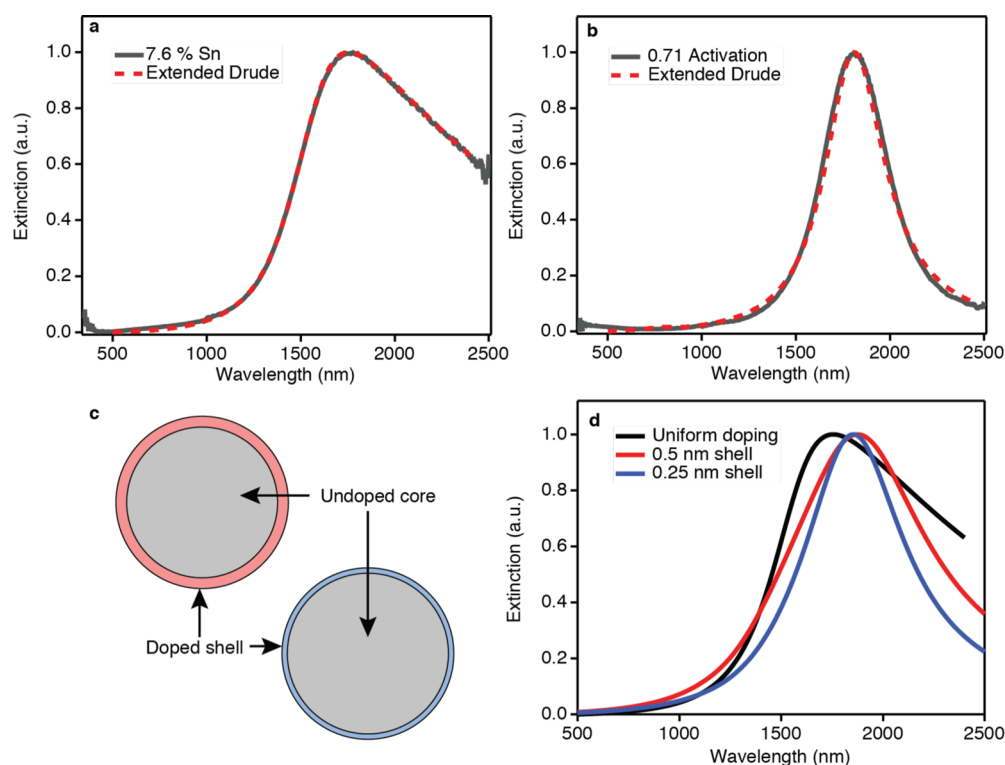 a
7.6 % Sn
Extended Drude
Extinction (a.u.)
1.0
0.8
0.6
0.4
0.2
0.0
500
1000
1500
2000
2500
Wavelength (nm)
b
0.71 Activation
Extended Drude
Extinction (a.u.)
1.0
0.8
0.6
0.4
0.2
0.0
500
1000
1500
2000
2500
Wavelength (nm)
c
Undoped core
Doped shell
d
Uniform doping
0.5 nm shell
0.25 nm shell
Extinction (a.u.)
1.0
0.8
0.6
0.4
0.2
0.0
500
1000
1500
2000
2500
Wavelength (nm)